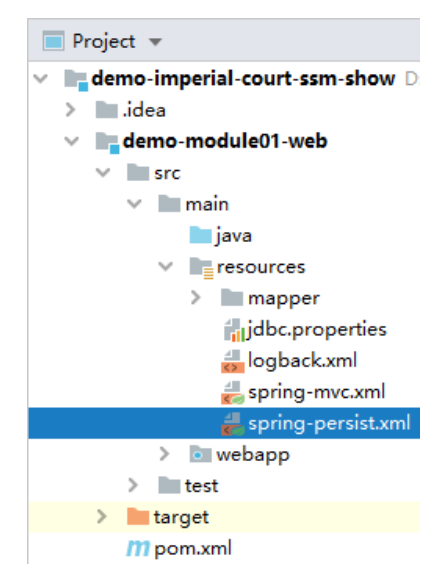 Project
demo-imperial-court-ssm-show D
.idea
demo-module01-web
src
main
java
resources
mapper
jdbc.properties
logback.xml
spring-mvc.xml
spring-persist.xml
webapp
test
target
m pom.xml